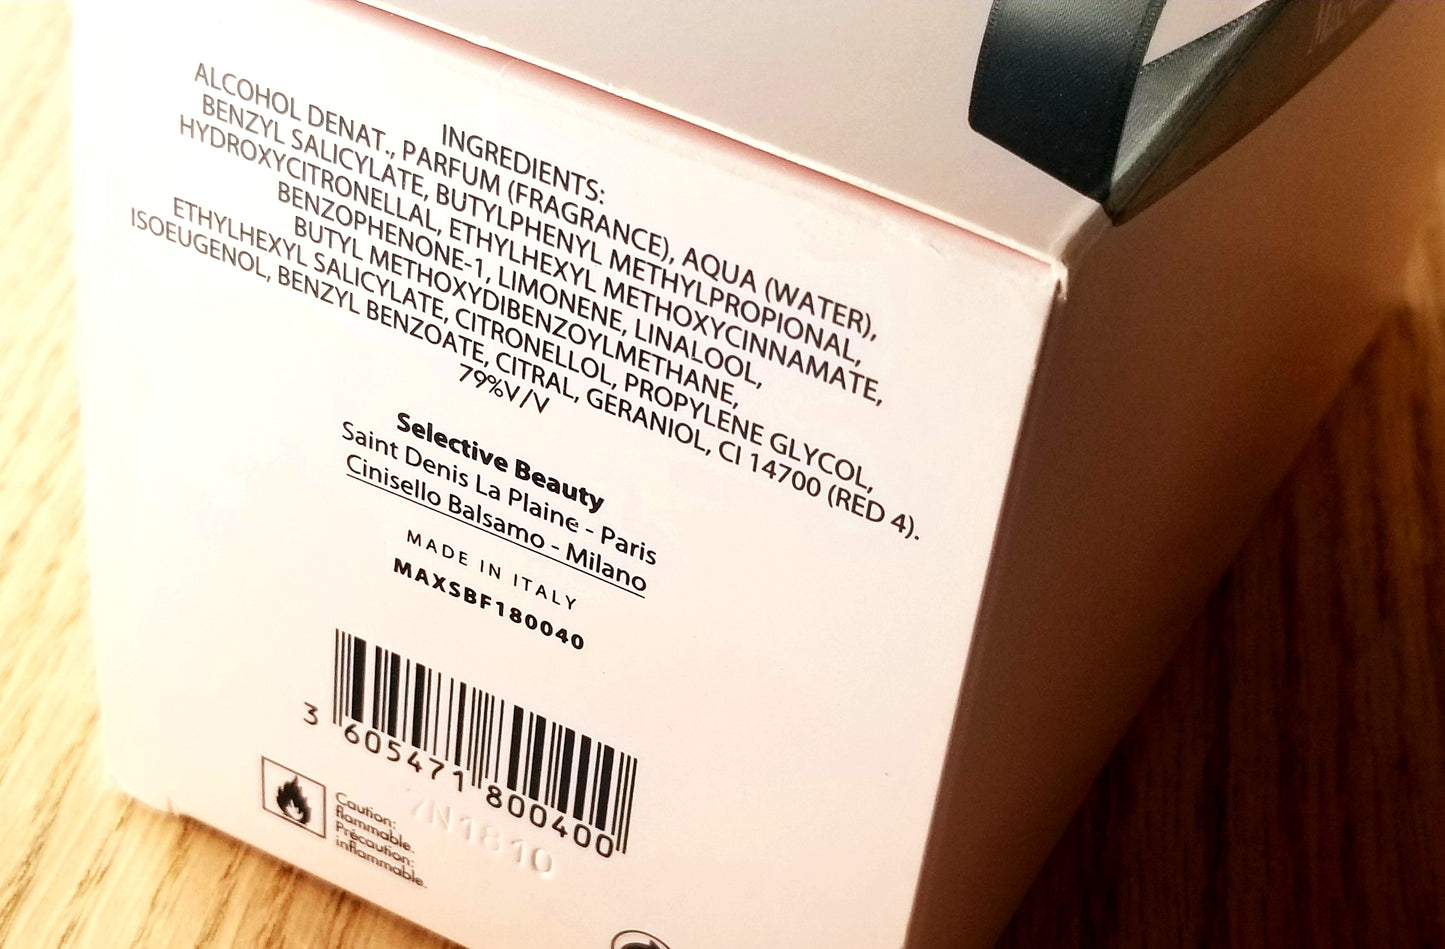 INGREDIENTS:
ALCOHOL DENAT., PARFUM (FRAGRANCE), AQUA (WATER),
BENZYL SALICYLATE, BUTYLPHENYL METHYLPROPIONAL,
HYDROXYCITRONELLAL, ETHYLHEXYL METHOXYCINNAMATE,
BENZOPHENONE-1, LIMONENE, LINALOOL,
BUTYL METHOXYDIBENZOYLMETHANE,
ETHYLHEXYL SALICYLATE, CITRONELLOL, PROPYLENE GLYCOL,
ISOEUGENOL, BENZYL BENZOATE, CITRAL, GERANIOL, CI 14700 (RED 4).
79%V/V
Selective Beauty
Saint Denis La Plaine - Paris
Cinisello Balsamo - Milano
MADE IN ITALY
MAXSBF180040
3 605471 800400
7N1810
Caution:
flammable.
Précaution:
inflammable.